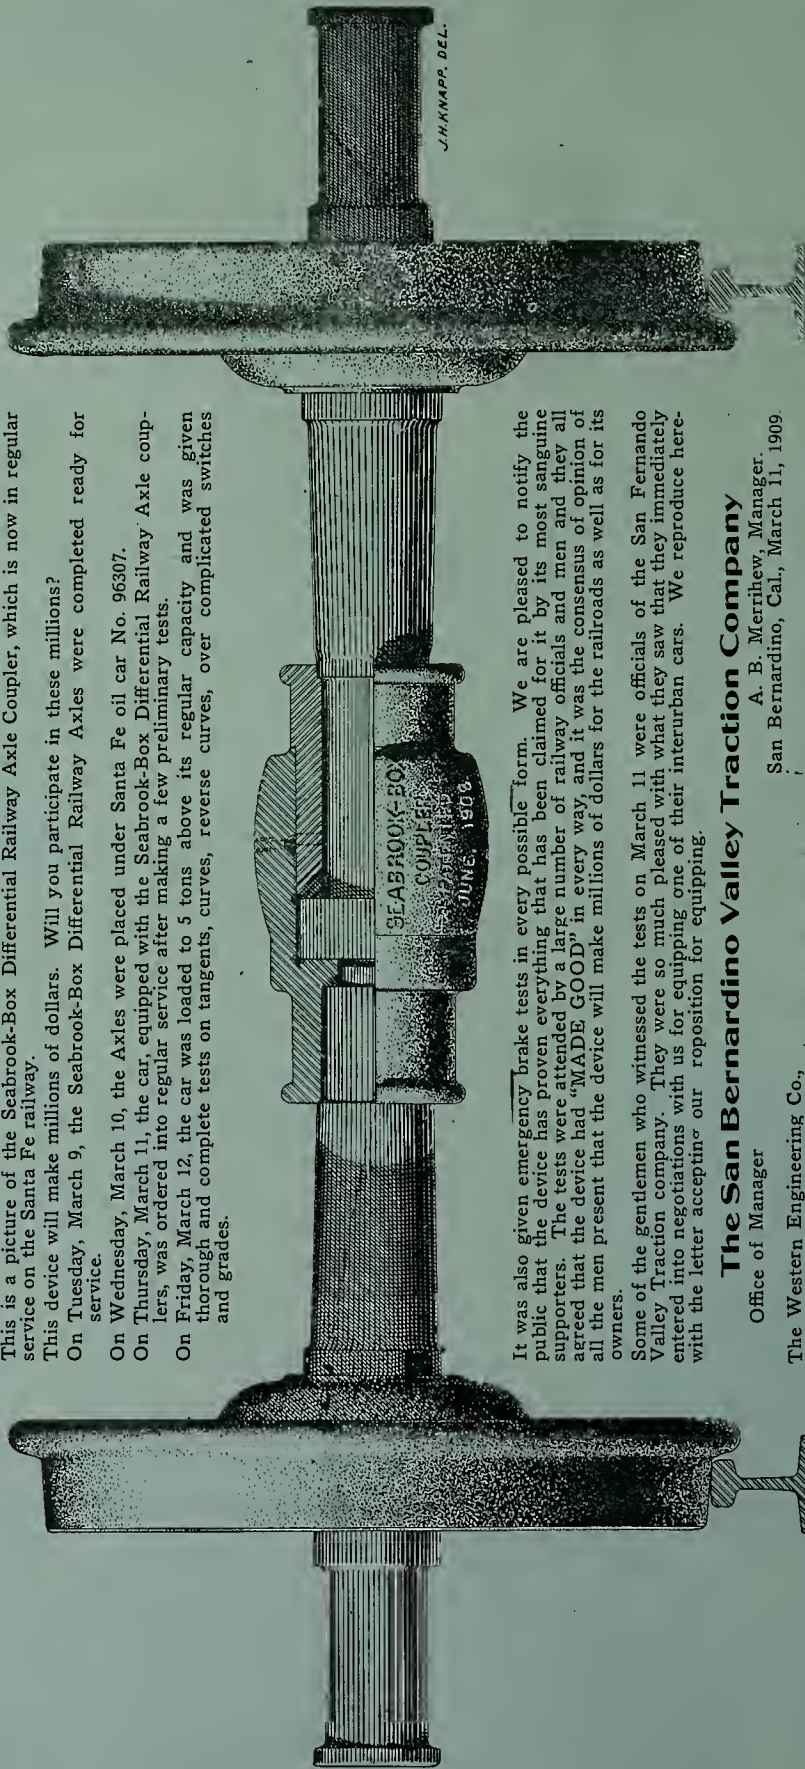 This is a picture of the Seabrook-Box Differential Railway Axle Coupler, which is now in regular
service on the Santa Fe railway.
This device will make millions of dollars. Will you participate in these millions?
On Tuesday, March 9, the Seabrook-Box Differential Railway Axles were completed ready for
service.
On Wednesday, March 10, the Axles were placed under Santa Fe oil car No. 96307.
On Thursday, March 11, the car, equipped with the Seabrook-Box Differential Railway Axle coup-
lers, was ordered into regular service after making a few preliminary tests.
On Friday, March 12, the car was loaded to 5 tons above its regular capacity and was given
thorough and complete tests on tangents, curves, reverse curves, over complicated switches
and grades.
J.H.KNAPP. DEL.
SEABROOK-BOX
COUPLER
JUNE, 1908
It was also given emergency brake tests in every possible form. We are pleased to notify the
public that the device has proven everything that has been claimed for it by its most sanguine
supporters. The tests were attended by a large number of railway officials and men and they all
agreed that the device had "MADE GOOD" in every way, and it was the consensus of opinion of
all the men present that the device will make millions of dollars for the railroads as well as for its
owners.
Some of the gentlemen who witnessed the tests on March 11 were officials of the San Fernando
Valley Traction company. They were so much pleased with what they saw that they immediately
entered into negotiations with us for equipping one of their interurban cars. We reproduce here-
with the letter accepting our roposition for equipping.
The San Bernardino Valley Traction Company
Office of Manager
A. B. Merrihew, Manager.
San Bernardino, Cal., March 11, 1909.
The Western Engineering Co.,